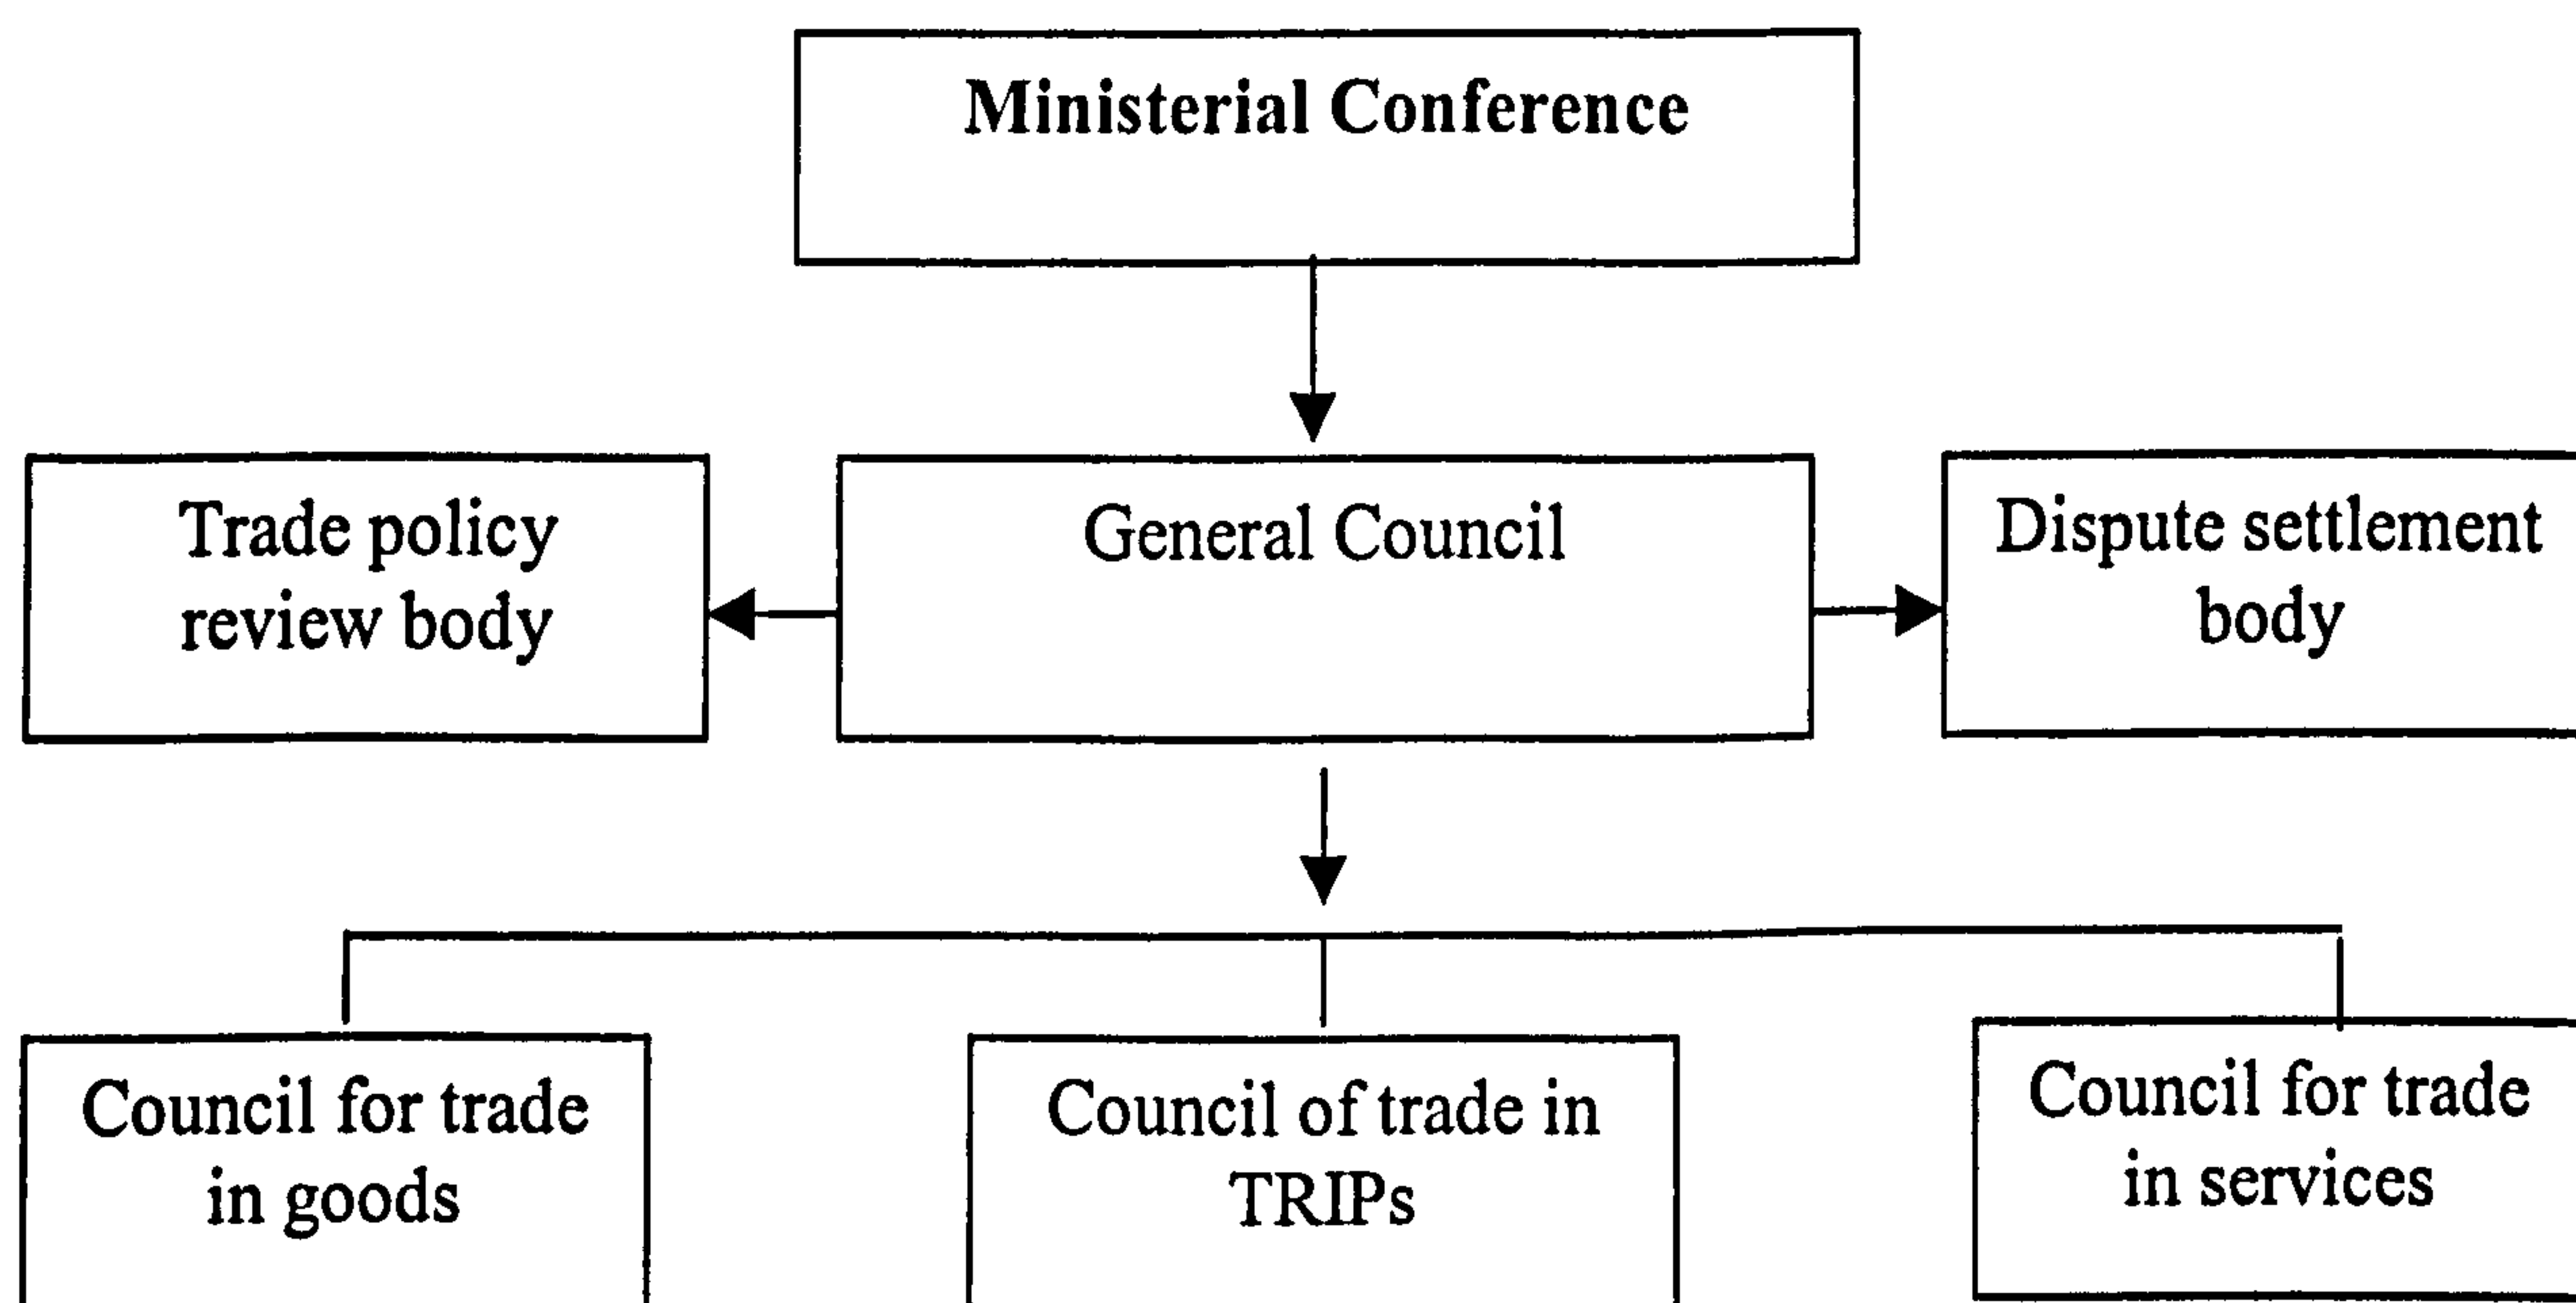 Ministerial Conference
Trade policy
review body
General Council
Dispute settlement
body
Council for trade
in goods
Council of trade in
TRIPs
Council for trade
in services